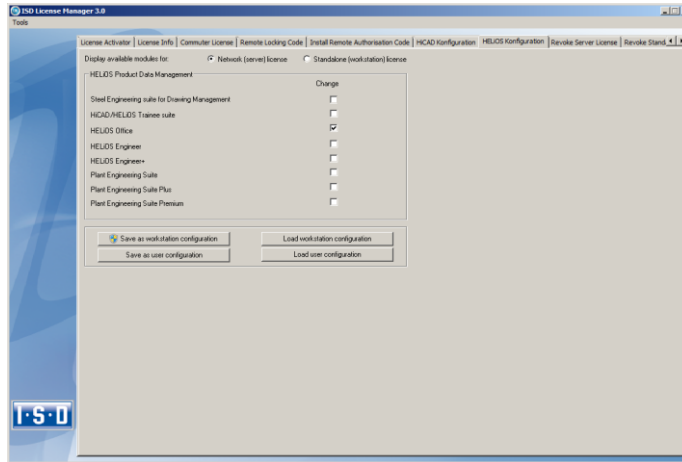 ISD License Manager 3.0
Tools
License Activator License Info Commuter License Remote Locking Code Install Remote Authorisation Code HiCAD Konfiguration HELiOS Konfiguration Revoke Server License Revoke Stand
Display available modules for: Network (server) license Standalone (workstation) license
HELiOS Product Data Management
Change
Steel Engineering suite for Drawing Management
HiCAD/HELiOS Trainee suite
HELiOS Office
HELiOS Engineer
HELiOS Engineer+
Plant Engineering Suite
Plant Engineering Suite Plus
Plant Engineering Suite Premium
Save as workstation configuration Load workstation configuration
Save as user configuration Load user configuration
I·S·D